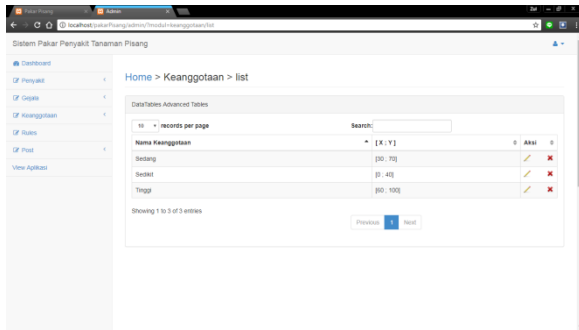 Pakar Pisang
Admin
localhost/pakarPisang/admin/?modul=keanggotaan/list
Sistem Pakar Penyakit Tanaman Pisang
Dashboard
Penyakit
Gejala
Keanggotaan
Rules
Post
View Aplikasi
Home > Keanggotaan > list
DataTables Advanced Tables
10 records per page
Search:
Nama Keanggotaan [ X ; Y ] Aksi
Sedang [30 ; 70]
Sedikit [0 ; 40]
Tinggi [60 ; 100]
Showing 1 to 3 of 3 entries
Previous 1 Next